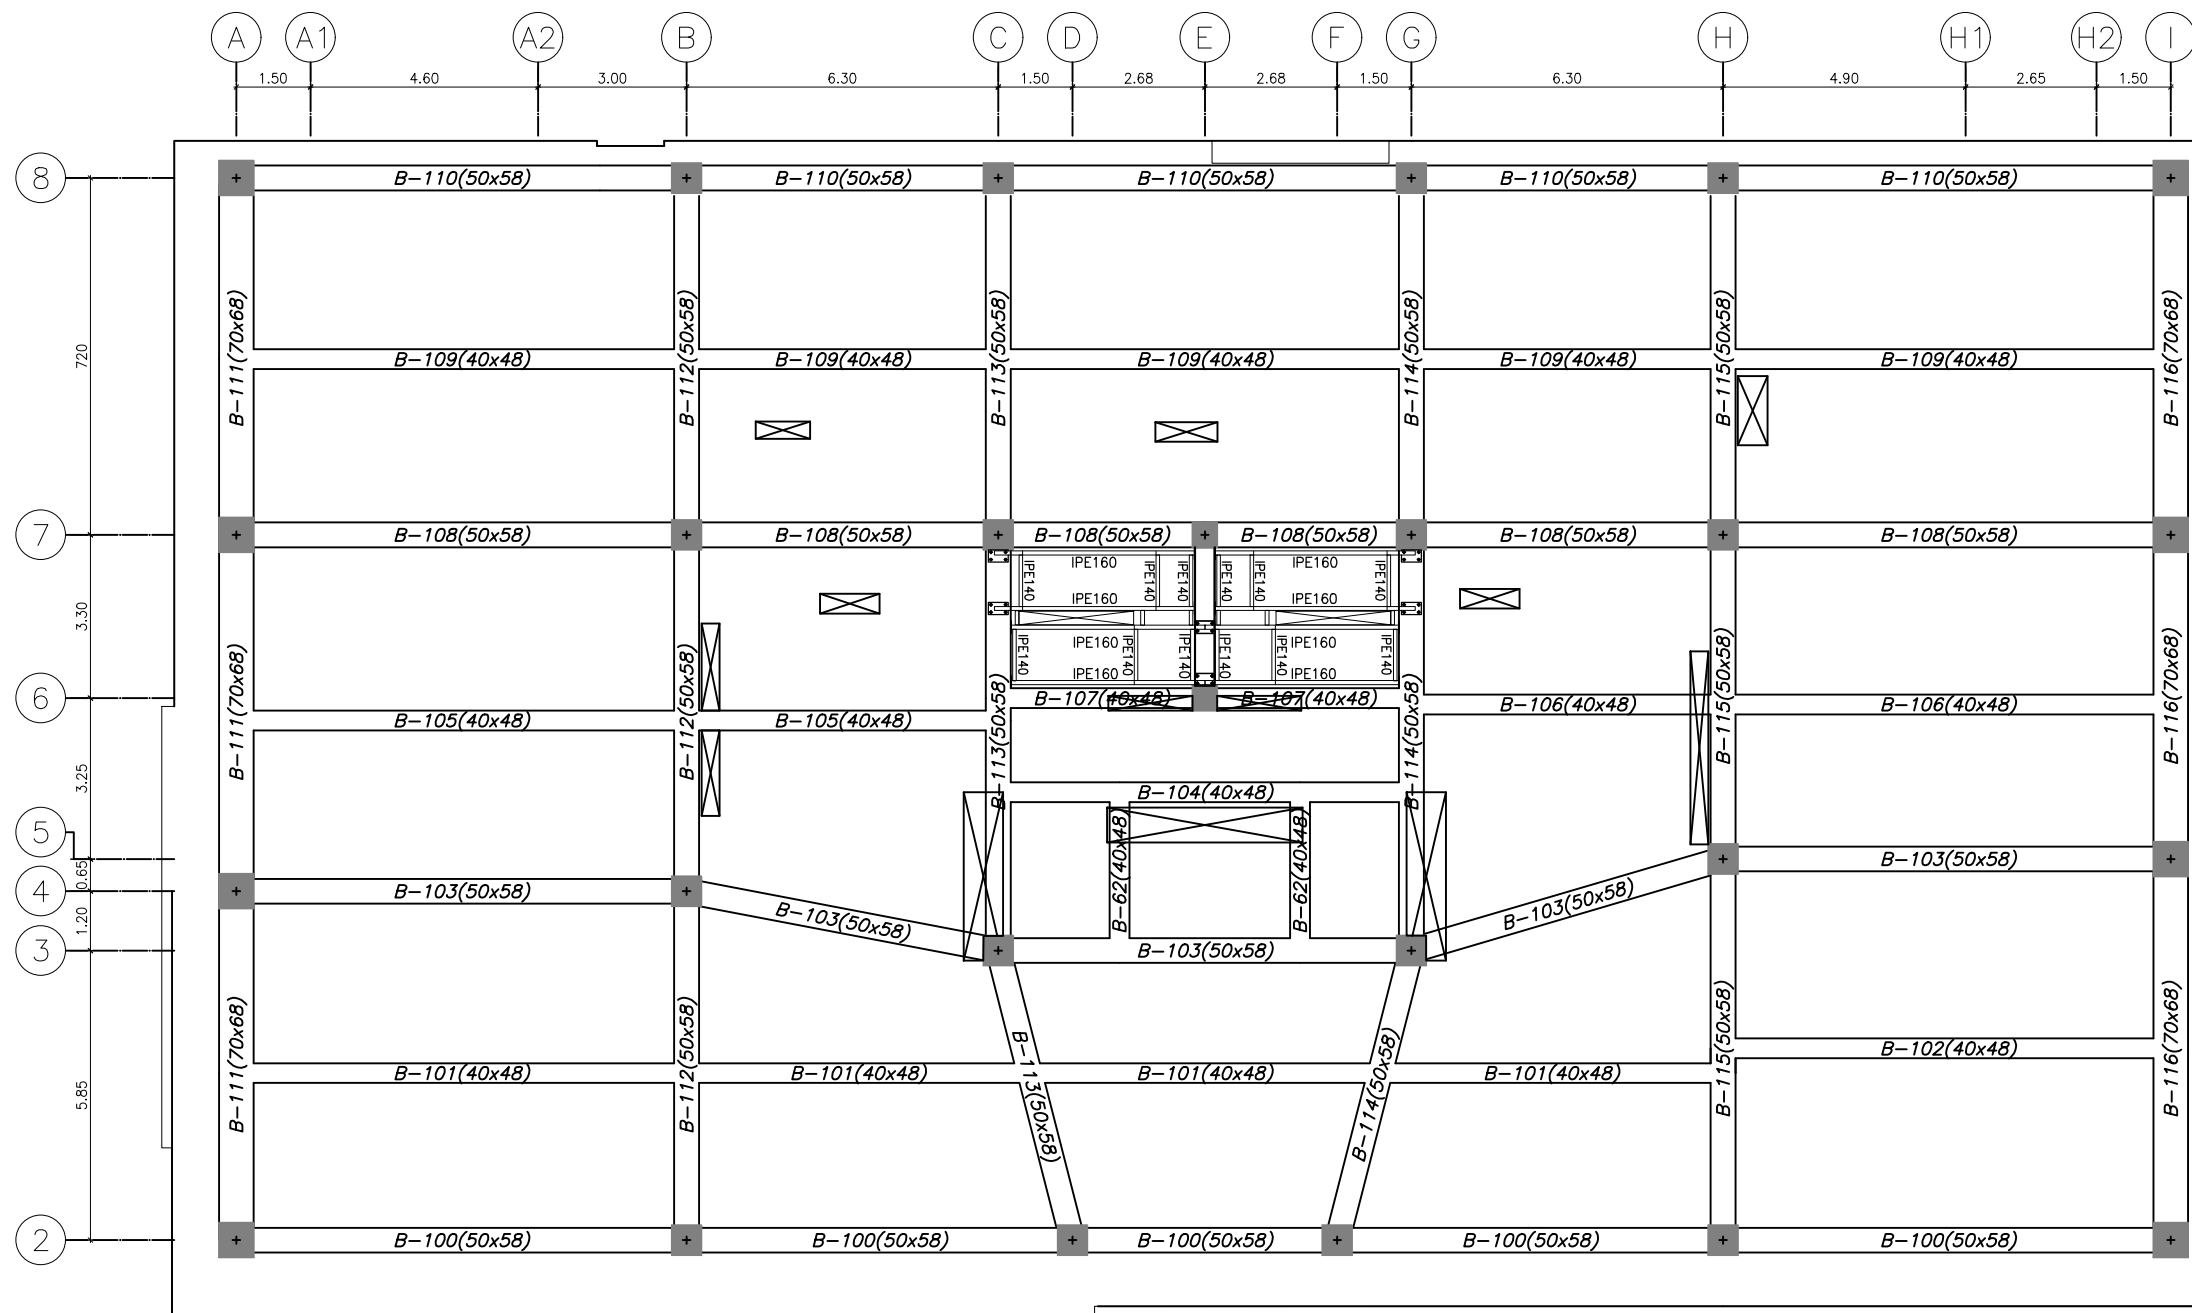 A A1 A2 B C D E F G H H1 H2 I
1.50 4.60 3.00 6.30 1.50 2.68 2.68 1.50 6.30 4.90 2.65 1.50
8
B-110(50x58) B-110(50x58) B-110(50x58) B-110(50x58) B-110(50x58)
720
B-111(70x68) B-112(50x58) B-113(50x58) B-114(50x58) B-115(50x58) B-116(70x68)
B-109(40x48) B-109(40x48) B-109(40x48) B-109(40x48) B-109(40x48)
7
B-108(50x58) B-108(50x58) B-108(50x58) B-108(50x58) B-108(50x58) B-108(50x58)
IPE160 IPE160
IPE140 IPE140 IPE140 IPE140 IPE140 IPE140
IPE160 IPE160
3.30
IPE160 IPE160
IPE140 IPE140 IPE140 IPE140 IPE140 IPE140
IPE160 IPE160
6
B-107(40x48) B-107(40x48)
B-106(40x48) B-106(40x48)
B-105(40x48) B-105(40x48)
B-111(70x68) B-112(50x58) B-113(50x58) B-114(50x58) B-115(50x58) B-116(70x68)
3.25
B-104(40x48)
5
B-103(50x58)
0.65
B-62(40x48) B-62(40x48)
4
B-103(50x58) B-103(50x58) B-103(50x58)
1.20
3
B-103(50x58)
B-111(70x68) B-112(50x58) B-113(50x58) B-114(50x58) B-115(50x58) B-116(70x68)
B-102(40x48)
B-101(40x48) B-101(40x48) B-101(40x48) B-101(40x48)
5.85
2
B-100(50x58) B-100(50x58) B-100(50x58) B-100(50x58) B-100(50x58)